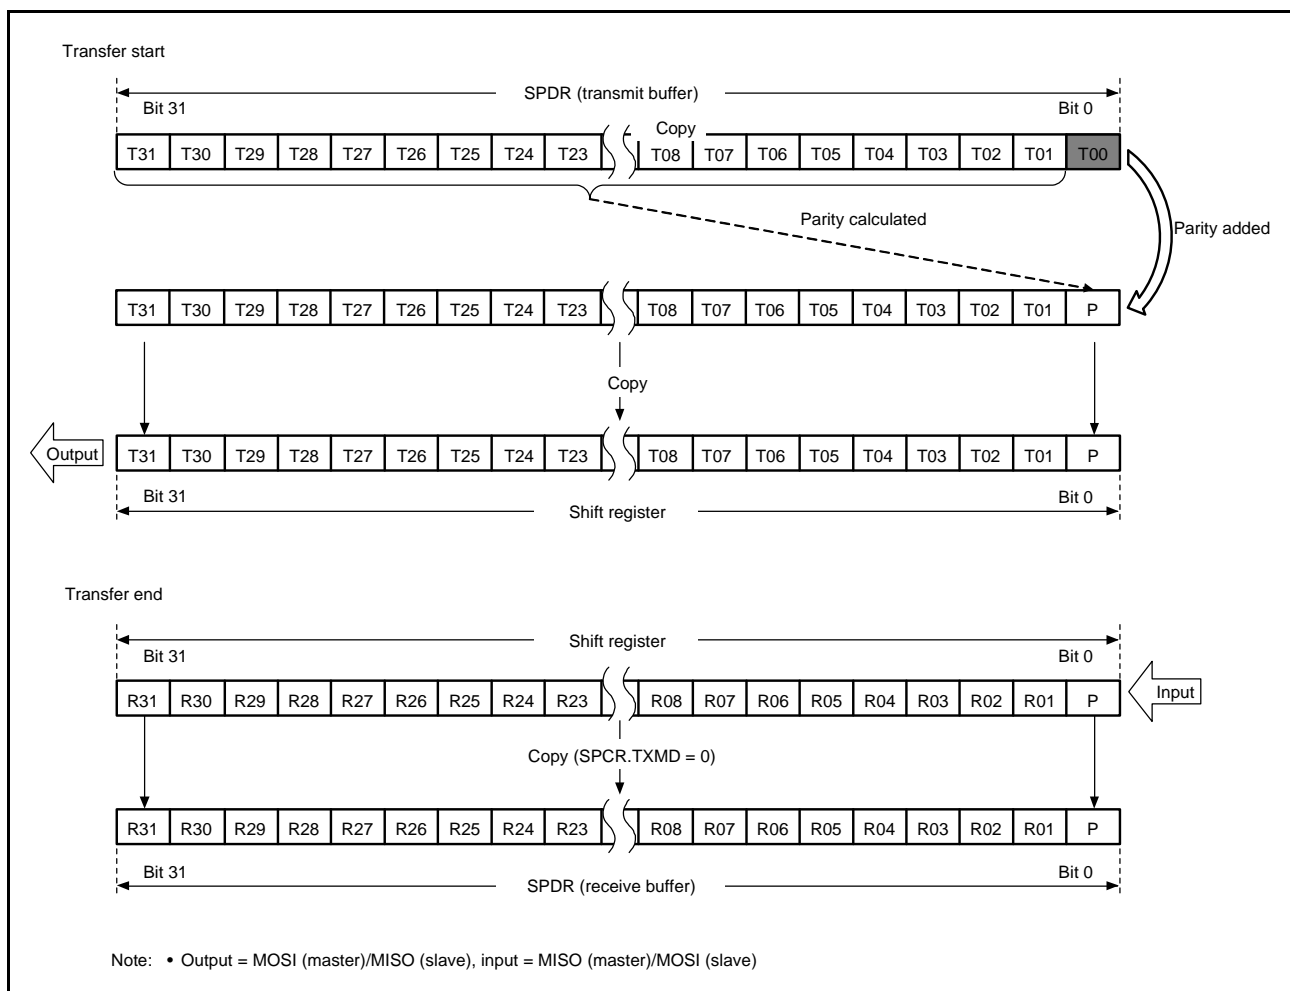 Transfer start
SPDR (transmit buffer)
Bit 31 Bit 0
Copy
T31 T30 T29 T28 T27 T26 T25 T24 T23 T08 T07 T06 T05 T04 T03 T02 T01 T00
Parity calculated
Parity added
T31 T30 T29 T28 T27 T26 T25 T24 T23 T08 T07 T06 T05 T04 T03 T02 T01 P
Copy
Output T31 T30 T29 T28 T27 T26 T25 T24 T23 T08 T07 T06 T05 T04 T03 T02 T01 P
Bit 31 Bit 0
Shift register
Transfer end
Shift register
Bit 31 Bit 0
R31 R30 R29 R28 R27 R26 R25 R24 R23 R08 R07 R06 R05 R04 R03 R02 R01 P Input
Copy (SPCR.TXMD = 0)
R31 R30 R29 R28 R27 R26 R25 R24 R23 R08 R07 R06 R05 R04 R03 R02 R01 P
Bit 31 Bit 0
SPDR (receive buffer)
Note: • Output = MOSI (master)/MISO (slave), input = MISO (master)/MOSI (slave)